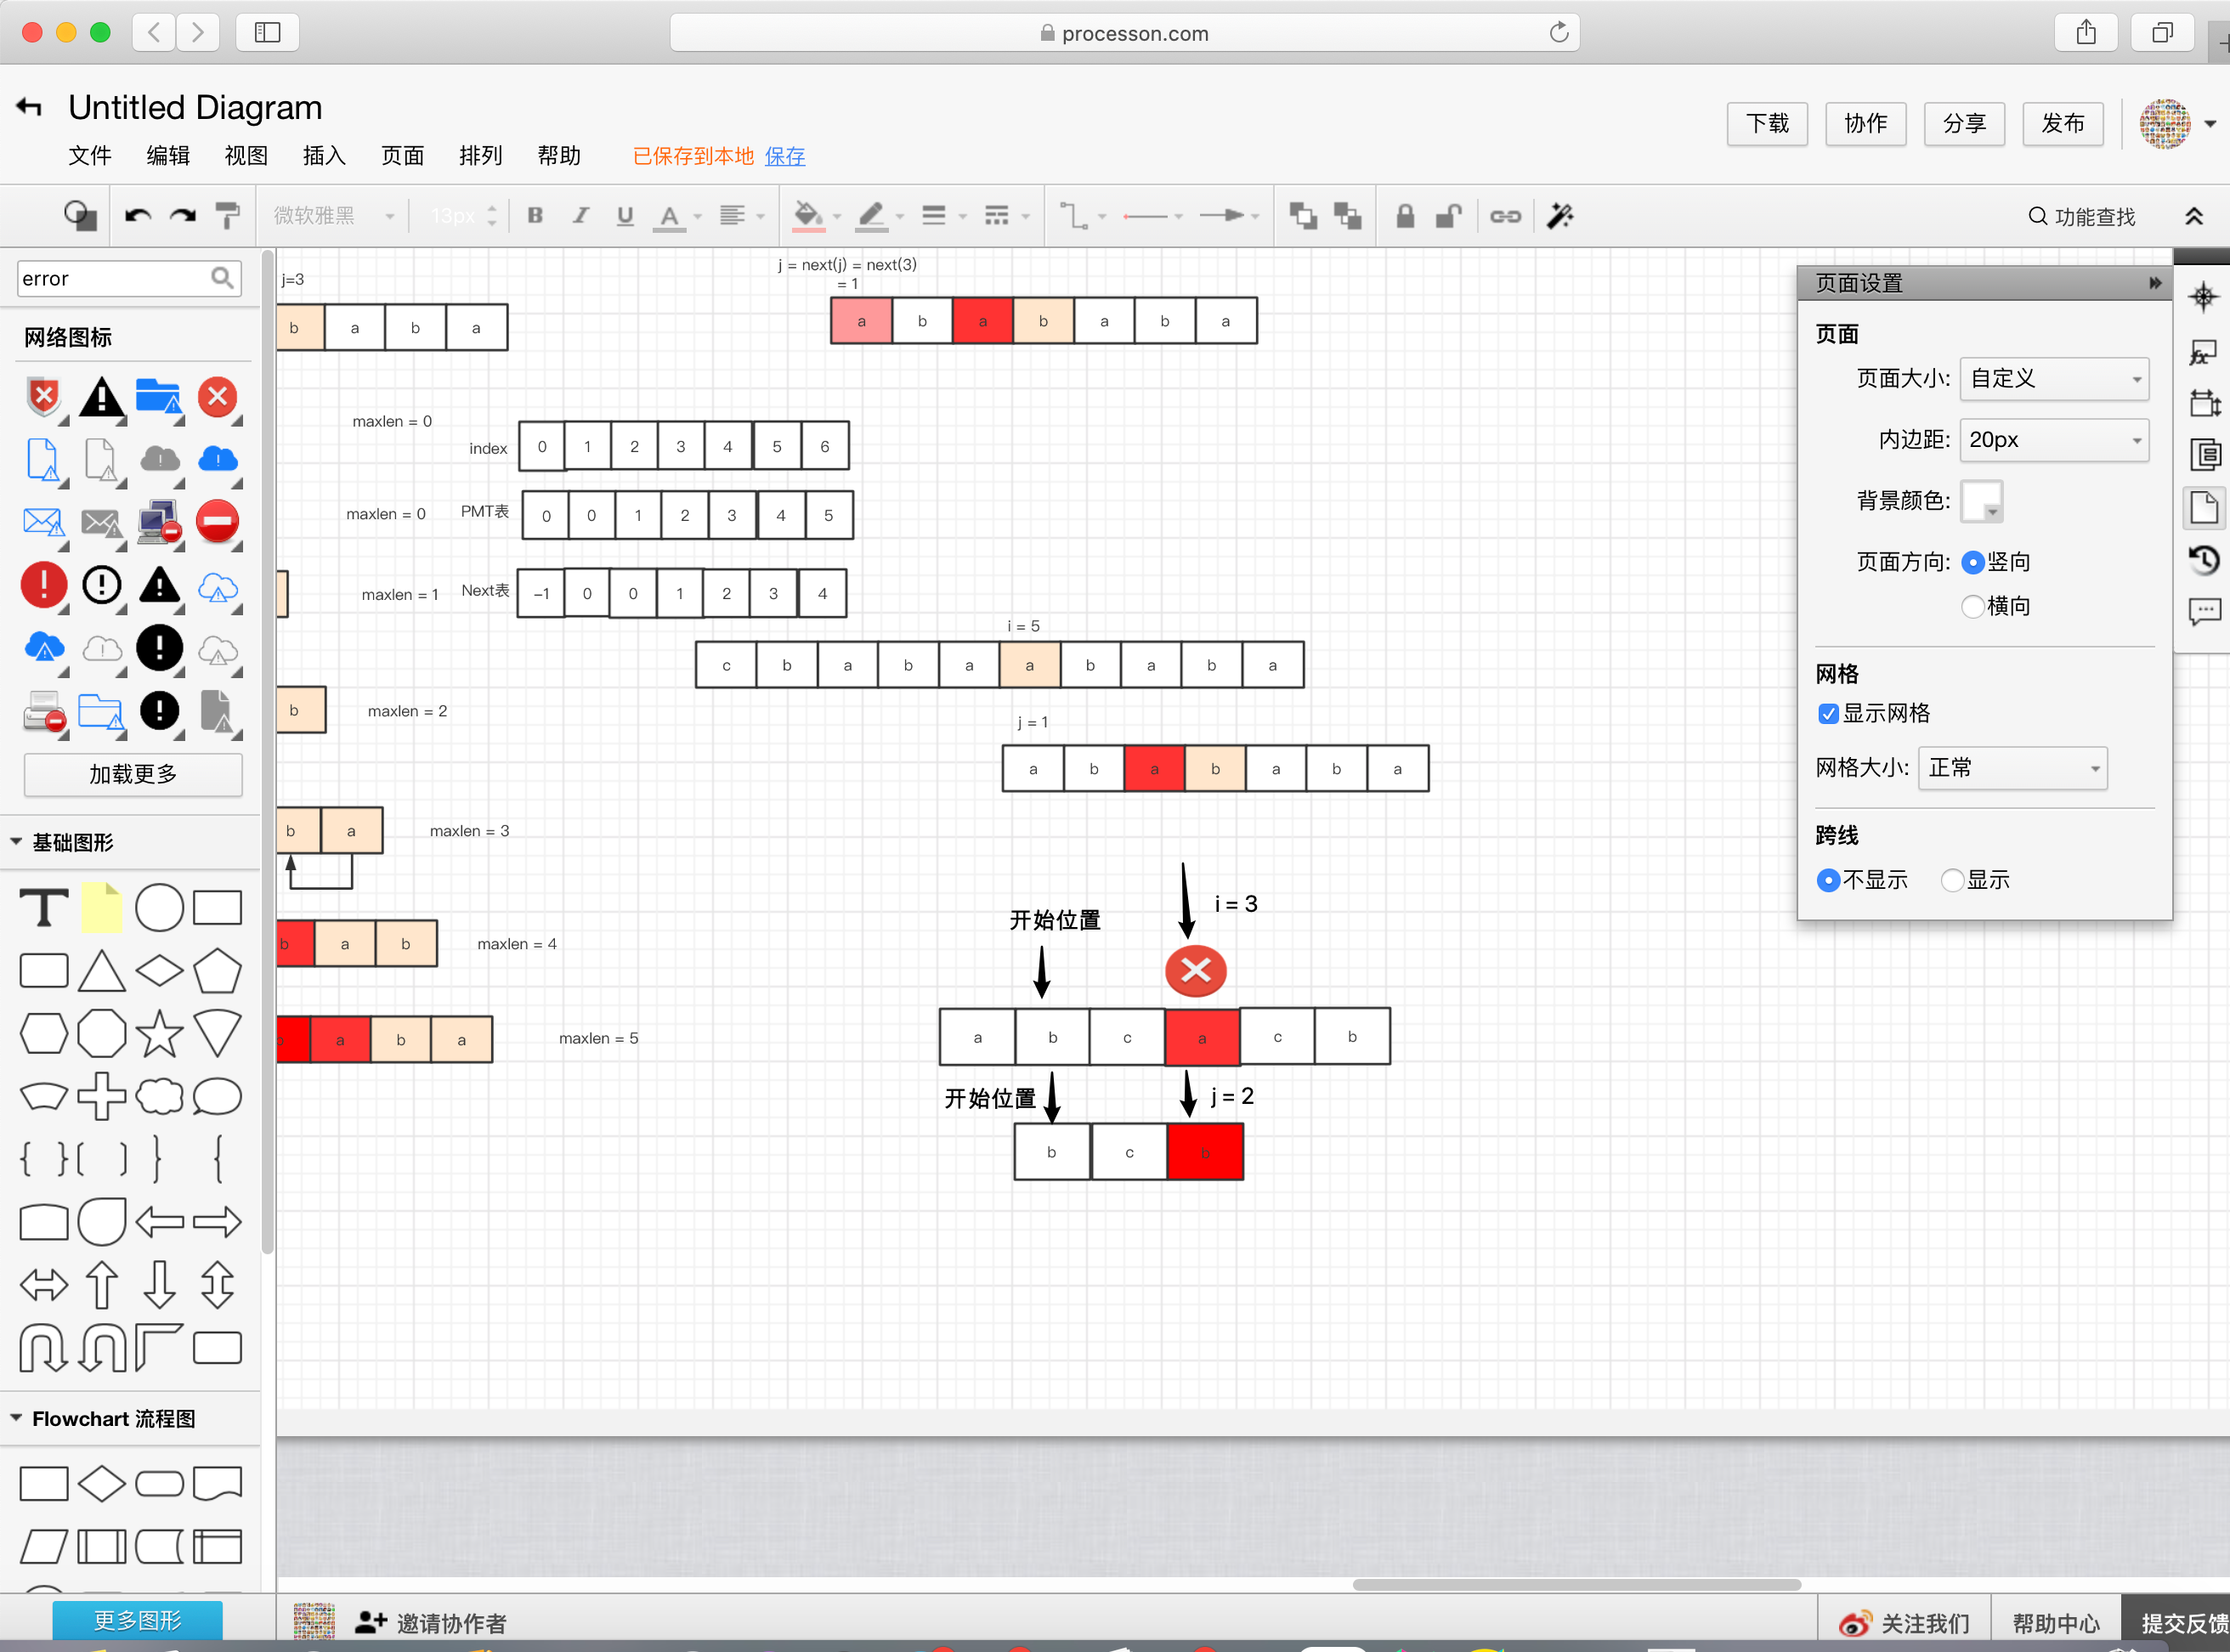 processon.com
Untitled Diagram
下载 协作 分享 发布
文件 编辑 视图 插入 页面 排列 帮助 已保存到本地 保存
微软雅黑 13px B I U A 功能查找
error
网络图标
加载更多
基础图形
Flowchart 流程图
更多图形
j=3
b a b a
j = next(j) = next(3)
= 1
a b a b a b a
maxlen = 0
index 0 1 2 3 4 5 6
maxlen = 0
PMT表 0 0 1 2 3 4 5
maxlen = 1
Next表 -1 0 0 1 2 3 4
i = 5
c b a b a a b a b a
b maxlen = 2
j = 1
a b a b a b a
b a maxlen = 3
b a b maxlen = 4
b a b a maxlen = 5
i = 3
开始位置
a b c a c b
开始位置 j = 2
b c b
页面设置
页面
页面大小: 自定义
内边距: 20px
背景颜色:
页面方向: 竖向
横向
网格
显示网格
网格大小: 正常
跨线
不显示 显示
邀请协作者
关注我们 帮助中心 提交反馈